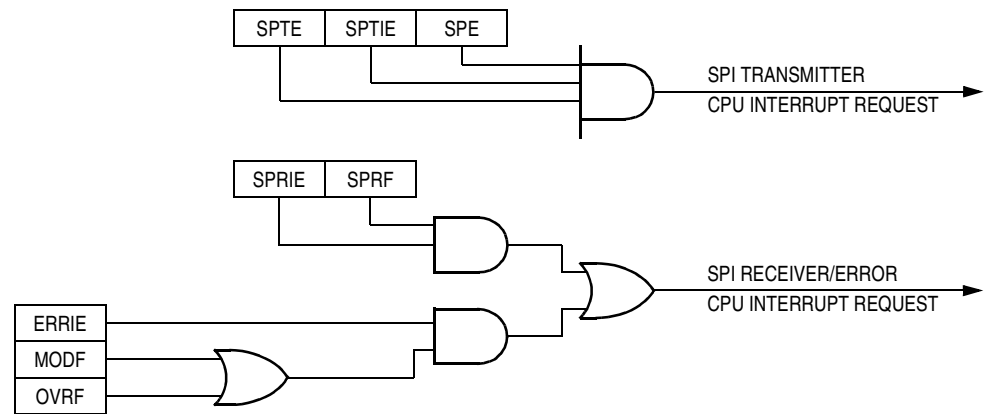 SPTE SPTIE SPE
SPI TRANSMITTER
CPU INTERRUPT REQUEST
SPRIE SPRF
SPI RECEIVER/ERROR
CPU INTERRUPT REQUEST
ERRIE
MODF
OVRF